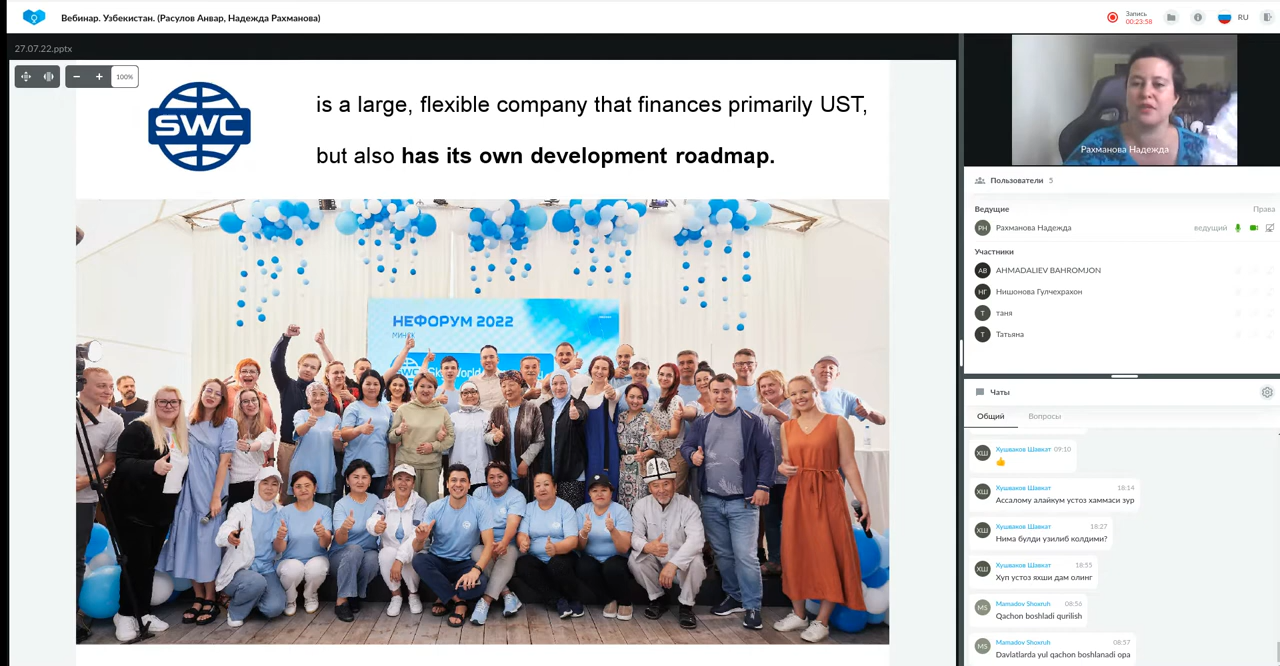 Вебинар. Узбекистан. (Расулов Анвар, Надежда Рахманова)
Запись
00:23:58
RU
27.07.22.pptx
100%
SWC
is a large, flexible company that finances primarily UST,
but also has its own development roadmap.
НЕФОРУМ 2022
МИНСК
Рахманова Надежда
Пользователи 5
Ведущие Права
РН Рахманова Надежда ведущий
Участники
AB AHMADALIEV BAHROMJON
НГ Нишонова Гулчехрахон
Т таня
Т Татьяна
Чаты
Общий Вопросы
ХШ Хушваков Шавкат 09:10
ХШ Хушваков Шавкат 18:14
Ассалому алайкум устоз хаммаси зур
ХШ Хушваков Шавкат 18:27
Нима булди узилиб колдими?
ХШ Хушваков Шавкат 18:55
Хуп устоз яхши дам олинг
MS Mamadov Shoxruh 08:56
Qachon boshladi qurilish
MS Mamadov Shoxruh 08:57
Davlatlarda yul qachon boshlanadi opa